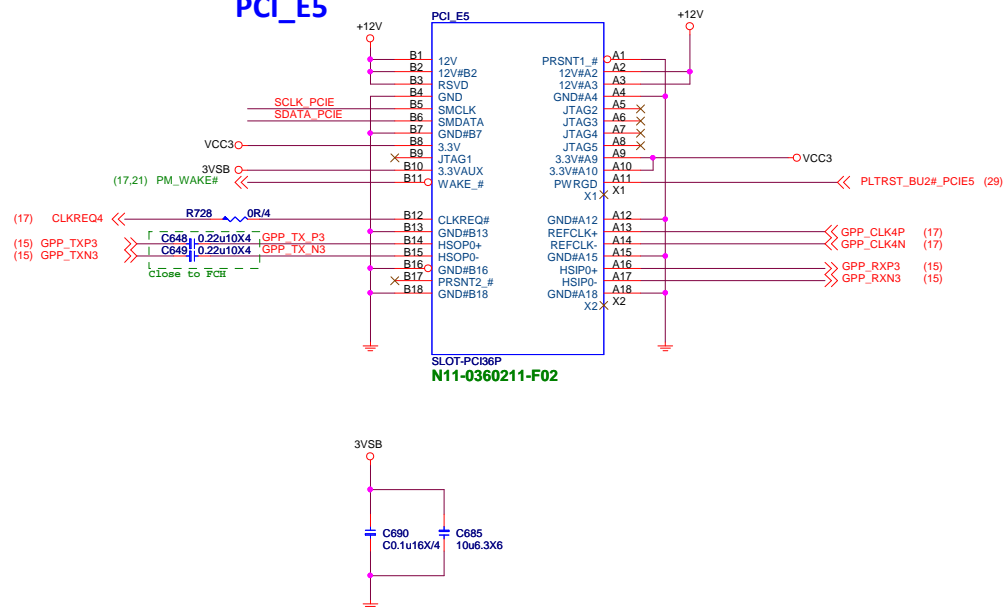 PCI_E5
+12V
PCI_E5
+12V
B1 12V PRSNT1_# A1
B2 12V#B2 12V#A2 A2
B3 RSVD 12V#A3 A3
B4 GND GND#A4 A4
SCLK_PCIE B5 SMCLK JTAG2 A5
SDATA_PCIE B6 SMDATA JTAG3 A6
B7 GND#B7 JTAG4 A7
VCC3 B8 3.3V JTAG5 A8
B9 JTAG1 3.3V#A9 A9 VCC3
3VSB B10 3.3VAUX 3.3V#A10 A10
(17,21) PM_WAKE# B11 WAKE_# PWRGD A11 PLTRST_BU2#_PCIE5 (29)
X1 X1
(17) CLKREQ4 R728 0R/4 B12 CLKREQ# GND#A12 A12
B13 GND#B13 REFCLK+ A13 GPP_CLK4P (17)
(15) GPP_TXP3 C648 0.22u10X4 GPP_TX_P3 B14 HSOP0+ REFCLK- A14 GPP_CLK4N (17)
(15) GPP_TXN3 C649 0.22u10X4 GPP_TX_N3 B15 HSOP0- GND#A15 A15
Close to PCH B16 GND#B16 HSIP0+ A16 GPP_RXP3 (15)
B17 PRSNT2_# HSIP0- A17 GPP_RXN3 (15)
B18 GND#B18 GND#A18 A18
X2 X2
SLOT-PCI36P
N11-0360211-F02
3VSB
C690 C685
C0.1u16X/4 10u6.3X6